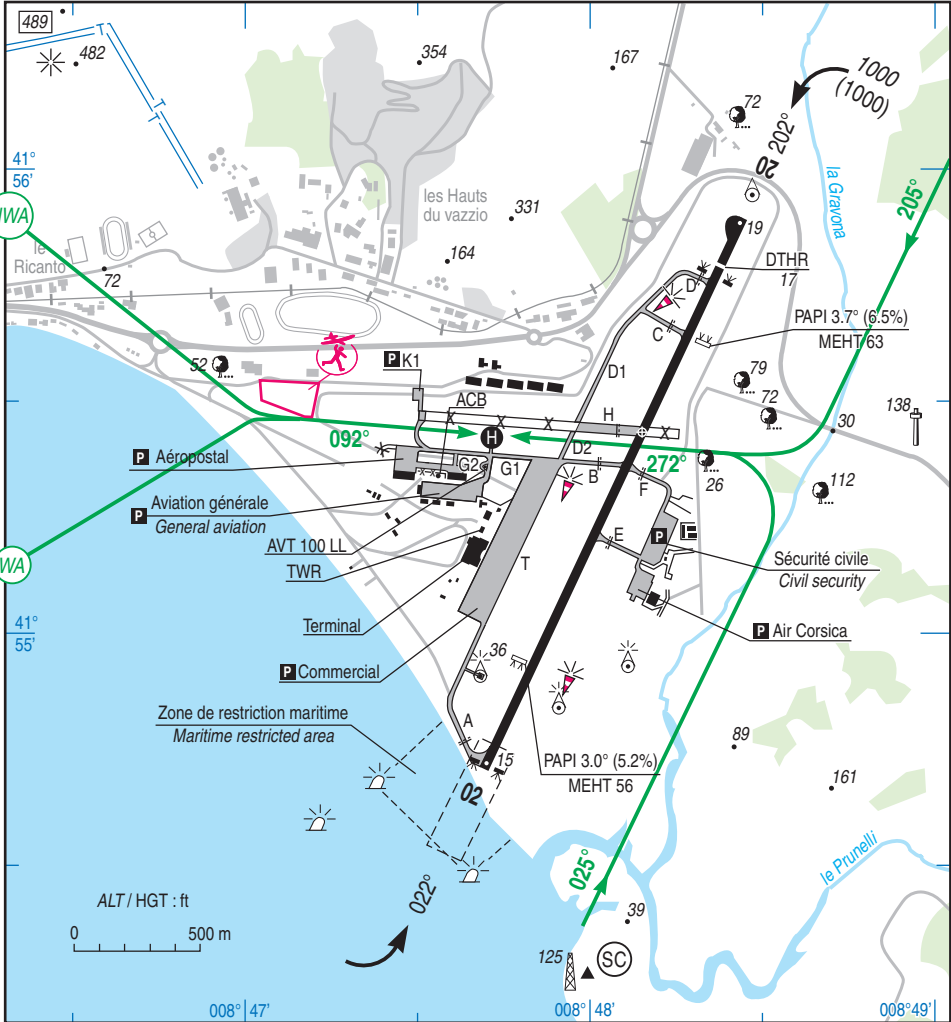 489
482
354
167
1000
(1000)
72
202°
20
41°
56'
WA
la Gravona
205°
les Hauts
du vazzio
331
164
le
Ricanto
72
19
DTHR
17
D
C
PAPI 3.7° (6.5%)
MEHT 63
52
P K1
D1
79
72
138
30
ACB
X X X X
H
092°
H
D2
272°
P Aéropostal
G2
G1
B
F
26
112
P Aviation générale
General aviation
AVT 100 LL
TWR
E
P
Sécurité civile
Civil security
WA
T
41°
55'
Terminal
P Air Corsica
P Commercial
36
Zone de restriction maritime
Maritime restricted area
A
15
02
PAPI 3.0° (5.2%)
MEHT 56
89
161
le Prunelli
025°
022°
ALT / HGT : ft
0 500 m
39
125
SC
008° 47'
008° 48'
008° 49'